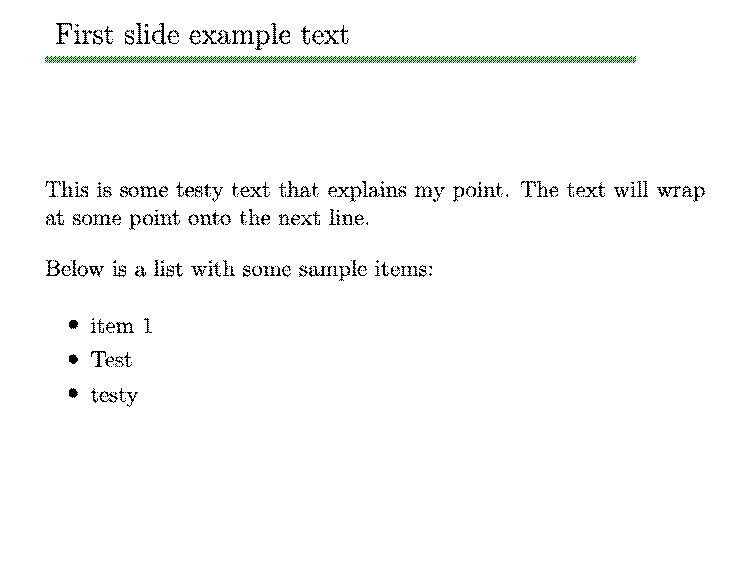 First slide example text
This is some testy text that explains my point. The text will wrap
at some point onto the next line.
Below is a list with some sample items:
• item 1
• Test
• testy